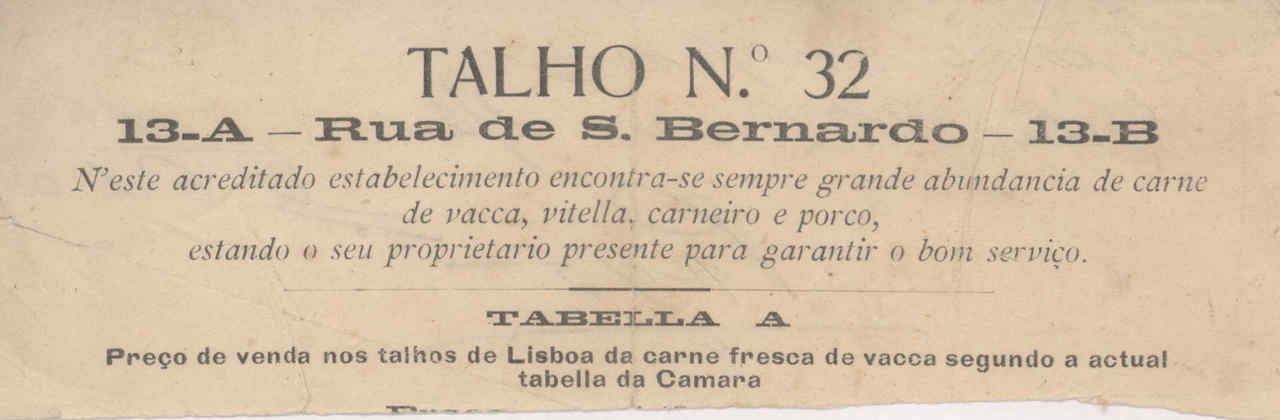 TALHO N.º 32
13-A — Rua de S. Bernardo — 13-B
N'este acreditado estabelecimento encontra-se sempre grande abundancia de carne
de vacca, vitella, carneiro e porco,
estando o seu proprietario presente para garantir o bom serviço.
TABELLA A
Preço de venda nos talhos de Lisboa da carne fresca de vacca segundo a actual
tabella da Camara